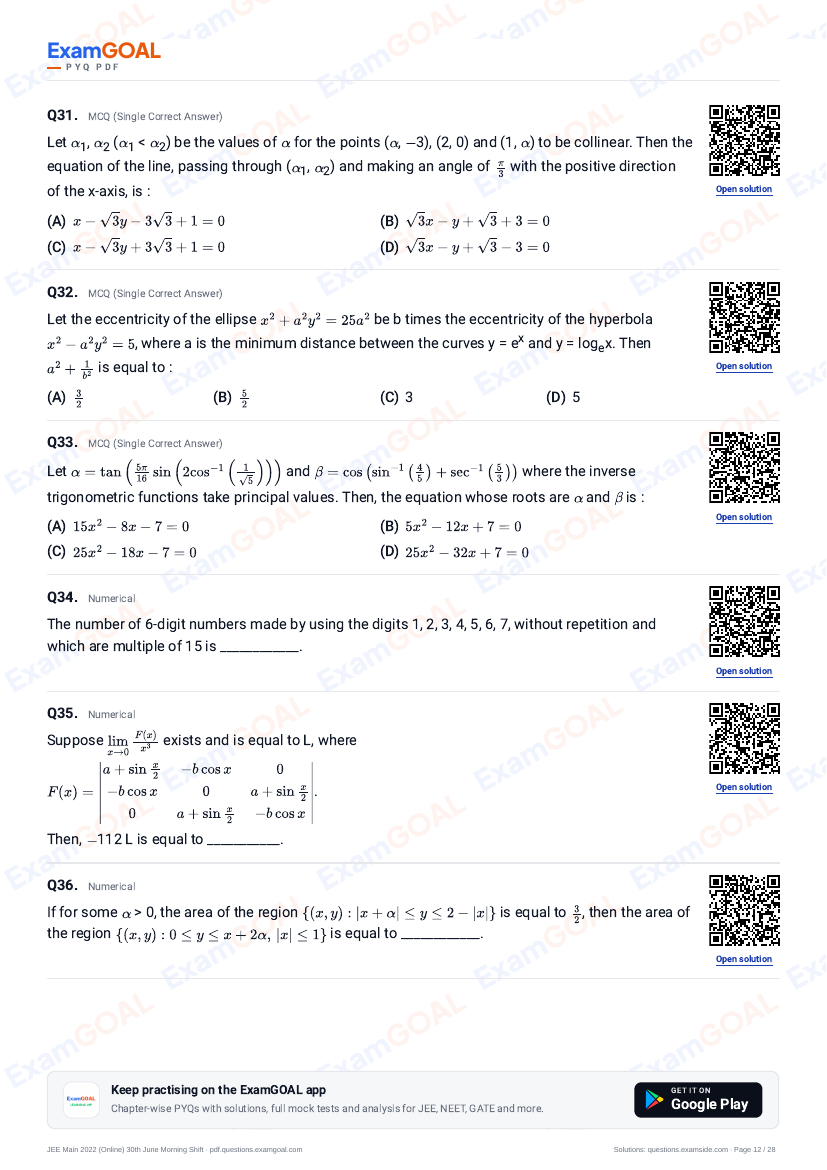 ExamGOAL
PYQ PDF
Q31. MCQ (Single Correct Answer)
Let α₁, α₂ (α₁ < α₂) be the values of α for the points (α, −3), (2, 0) and (1, α) to be collinear. Then the
equation of the line, passing through (α₁, α₂) and making an angle of π/3 with the positive direction
of the x-axis, is :
(A) x − √3y − 3√3 + 1 = 0 (B) √3x − y + √3 + 3 = 0
(C) x − √3y + 3√3 + 1 = 0 (D) √3x − y + √3 − 3 = 0
Open solution
Q32. MCQ (Single Correct Answer)
Let the eccentricity of the ellipse x² + a²y² = 25a² be b times the eccentricity of the hyperbola
x² − a²y² = 5, where a is the minimum distance between the curves y = eˣ and y = logₑx. Then
a² + 1/b² is equal to :
(A) 3/2 (B) 5/2 (C) 3 (D) 5
Open solution
Q33. MCQ (Single Correct Answer)
Let α = tan (5π/16 sin (2cos⁻¹ (1/√5))) and β = cos (sin⁻¹ (4/5) + sec⁻¹ (5/3)) where the inverse
trigonometric functions take principal values. Then, the equation whose roots are α and β is :
(A) 15x² − 8x − 7 = 0 (B) 5x² − 12x + 7 = 0
(C) 25x² − 18x − 7 = 0 (D) 25x² − 32x + 7 = 0
Open solution
Q34. Numerical
The number of 6-digit numbers made by using the digits 1, 2, 3, 4, 5, 6, 7, without repetition and
which are multiple of 15 is ____________.
Open solution
Q35. Numerical
Suppose lim x→0 F(x)/x³ exists and is equal to L, where
F(x) = | a + sin x/2 −b cos x 0 |
| −b cos x 0 a + sin x/2 |
| 0 a + sin x/2 −b cos x |.
Then, −112 L is equal to ___________.
Open solution
Q36. Numerical
If for some α > 0, the area of the region {(x, y) : |x + α| ≤ y ≤ 2 − |x|} is equal to 3/2, then the area of
the region {(x, y) : 0 ≤ y ≤ x + 2α, |x| ≤ 1} is equal to ____________.
Open solution
Keep practising on the ExamGOAL app
Chapter-wise PYQs with solutions, full mock tests and analysis for JEE, NEET, GATE and more.
GET IT ON
Google Play
JEE Main 2022 (Online) 30th June Morning Shift · pdf.questions.examgoal.com Solutions: questions.examside.com · Page 12 / 28